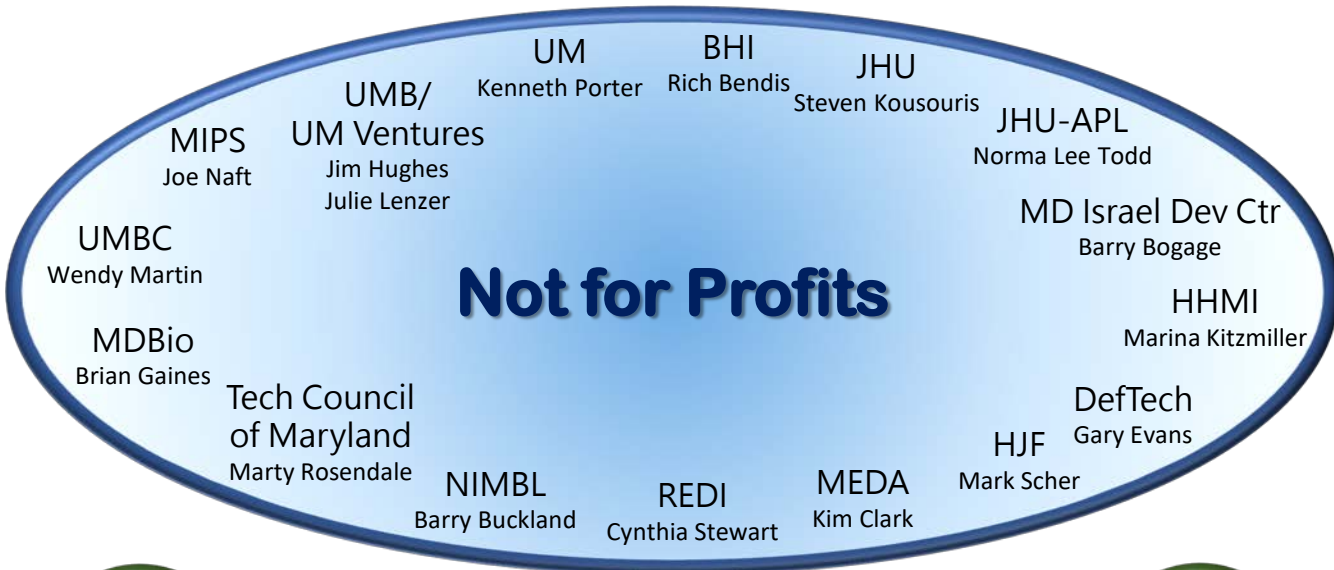 UM
Kenneth Porter
BHI
Rich Bendis
JHU
Steven Kousouris
UMB/
UM Ventures
Jim Hughes
Julie Lenzer
JHU-APL
Norma Lee Todd
MIPS
Joe Naft
MD Israel Dev Ctr
Barry Bogage
UMBC
Wendy Martin
Not for Profits
HHMI
Marina Kitzmiller
MDBio
Brian Gaines
Tech Council
of Maryland
Marty Rosendale
DefTech
Gary Evans
HJF
Mark Scher
NIMBL
Barry Buckland
REDI
Cynthia Stewart
MEDA
Kim Clark